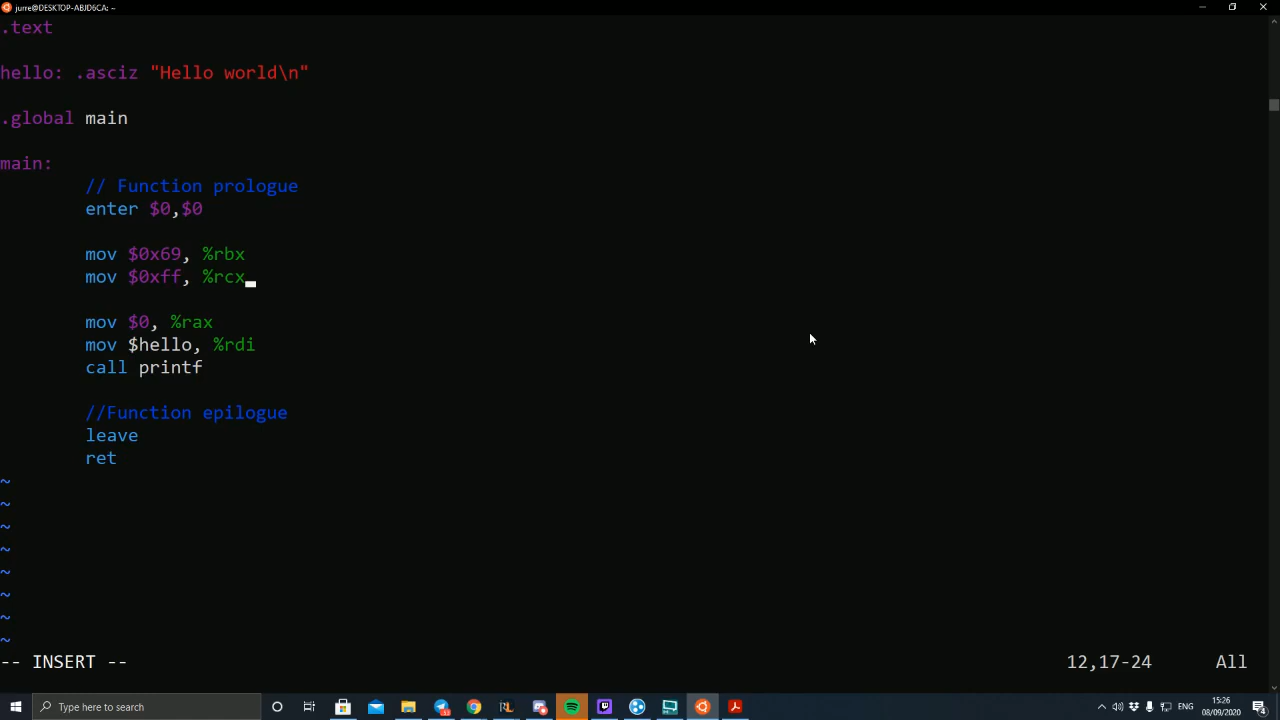 jurre@DESKTOP-ABJD6CA: ~
.text
hello: .asciz "Hello world\n"
.global main
main:
// Function prologue
enter $0,$0
mov $0x69, %rbx
mov $0xff, %rcx
mov $0, %rax
mov $hello, %rdi
call printf
//Function epilogue
leave
ret
~
~
~
~
~
~
~
~
-- INSERT -- 12,17-24 All
Type here to search
ENG
15:26
08/09/2020